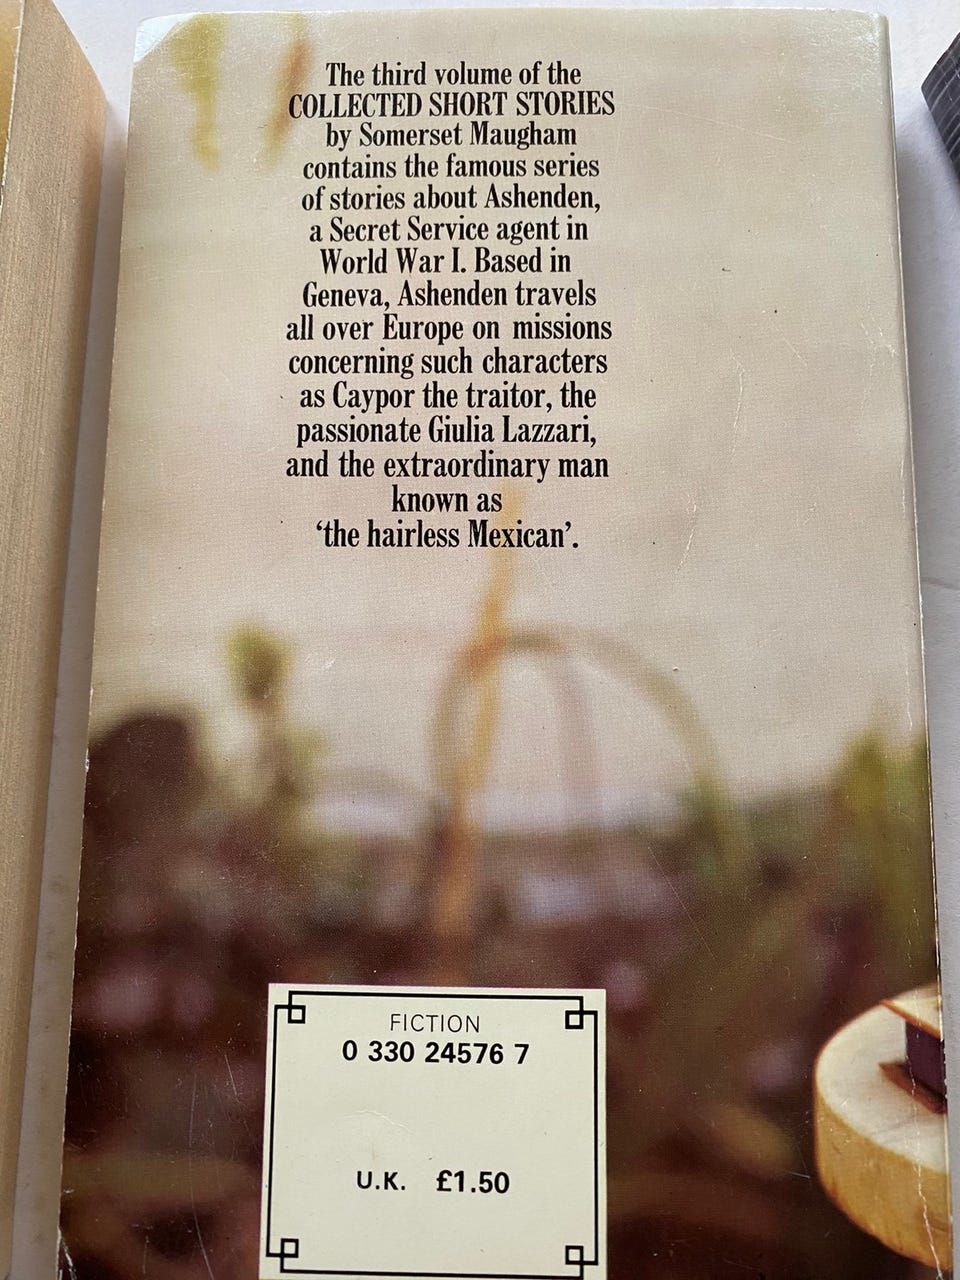 The third volume of the
COLLECTED SHORT STORIES
by Somerset Maugham
contains the famous series
of stories about Ashenden,
a Secret Service agent in
World War I. Based in
Geneva, Ashenden travels
all over Europe on missions
concerning such characters
as Caypor the traitor, the
passionate Giulia Lazzari,
and the extraordinary man
known as
‘the hairless Mexican’.
FICTION
0 330 24576 7
U.K. £1.50